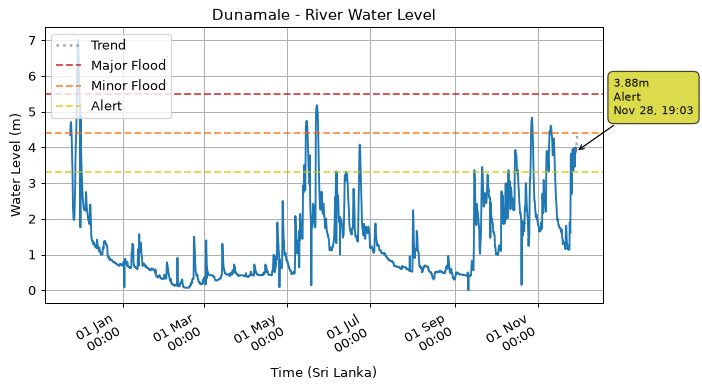 Dunamale - River Water Level
7
6
5
4
3
2
1
0
Water Level (m)
Trend
Major Flood
Minor Flood
Alert
3.88m
Alert
Nov 28, 19:03
01 Jan
00:00
01 Mar
00:00
01 May
00:00
01 Jul
00:00
01 Sep
00:00
01 Nov
00:00
Time (Sri Lanka)